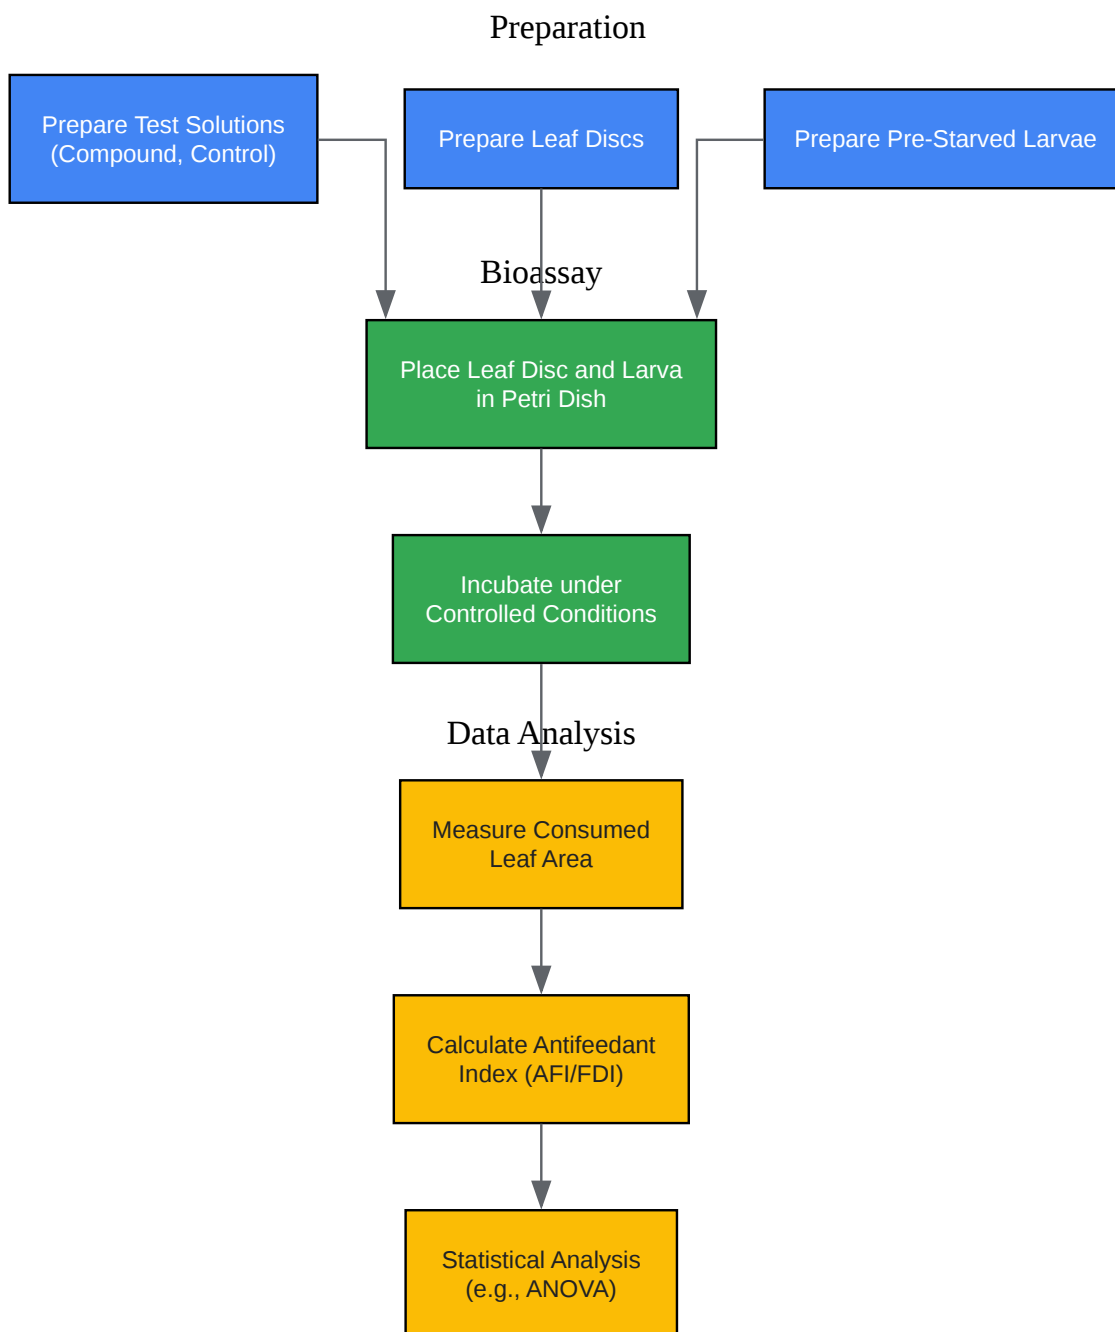 Preparation
Prepare Test Solutions
(Compound, Control)
Prepare Leaf Discs
Prepare Pre-Starved Larvae
Bioassay
Place Leaf Disc and Larva
in Petri Dish
Incubate under
Controlled Conditions
Data Analysis
Measure Consumed
Leaf Area
Calculate Antifeedant
Index (AFI/FDI)
Statistical Analysis
(e.g., ANOVA)